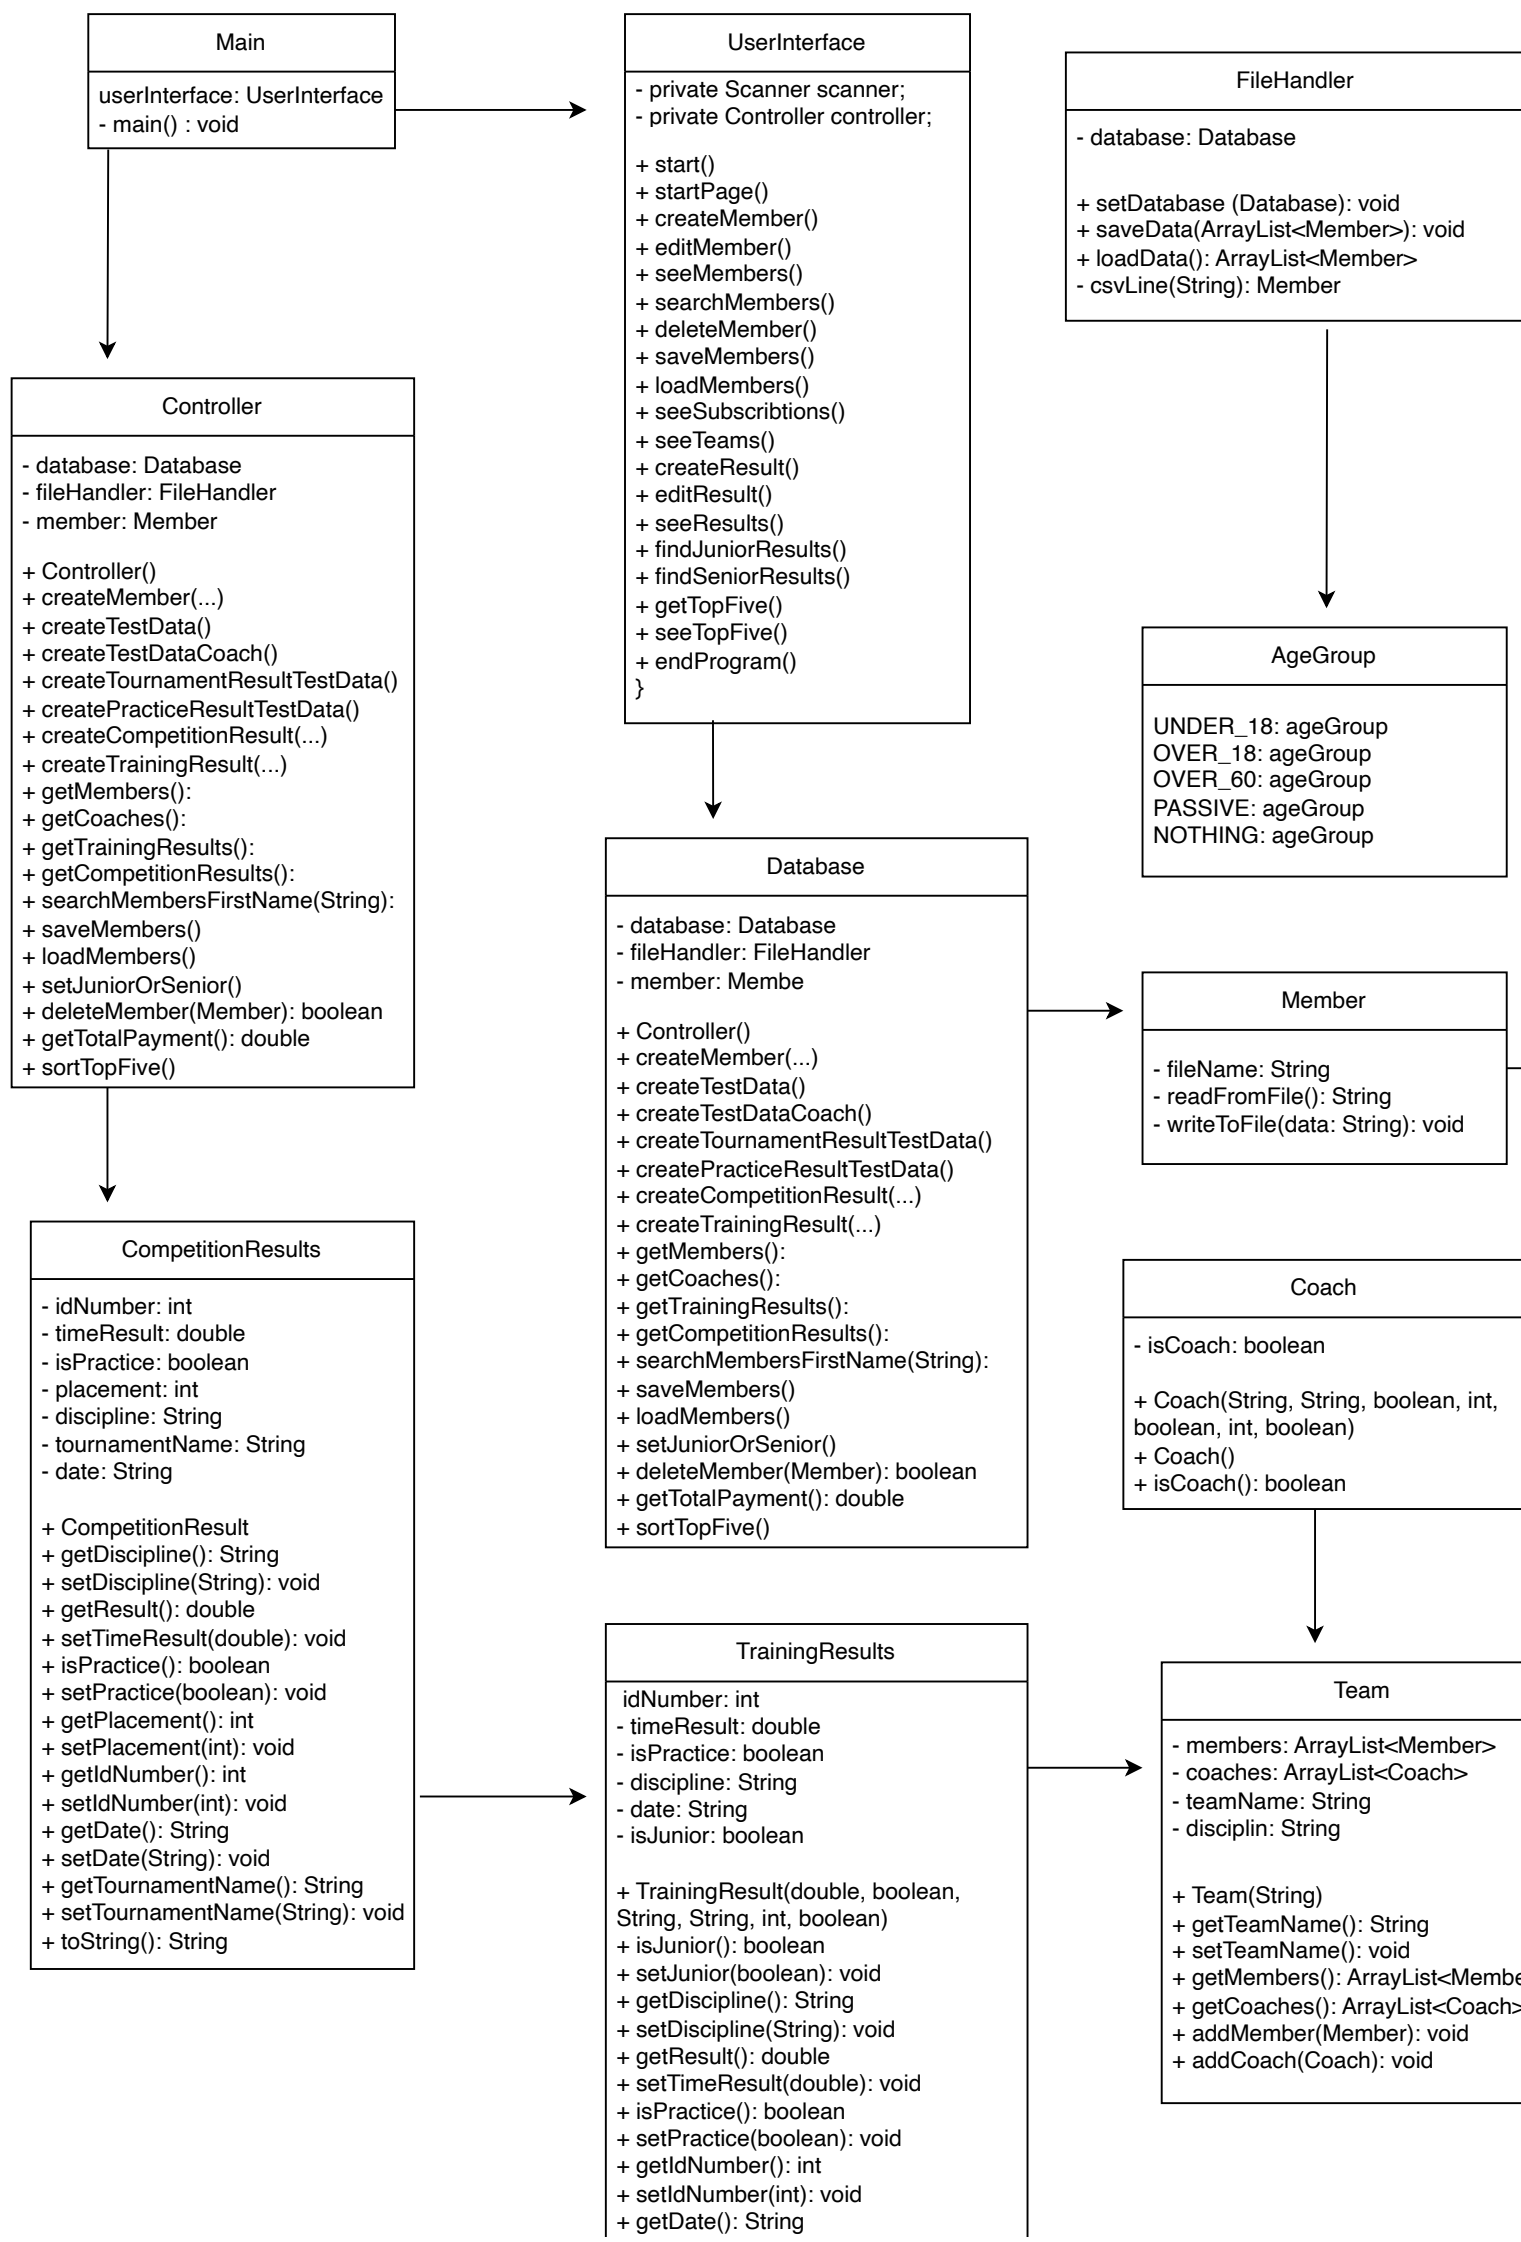 Main
userInterface: UserInterface
- main() : void
UserInterface
- private Scanner scanner;
- private Controller controller;
+ start()
+ startPage()
+ createMember()
+ editMember()
+ seeMembers()
+ searchMembers()
+ deleteMember()
+ saveMembers()
+ loadMembers()
+ seeSubscribtions()
+ seeTeams()
+ createResult()
+ editResult()
+ seeResults()
+ findJuniorResults()
+ findSeniorResults()
+ getTopFive()
+ seeTopFive()
+ endProgram()
}
FileHandler
- database: Database
+ setDatabase (Database): void
+ saveData(ArrayList<Member>): void
+ loadData(): ArrayList<Member>
- csvLine(String): Member
Controller
- database: Database
- fileHandler: FileHandler
- member: Member
+ Controller()
+ createMember(...)
+ createTestData()
+ createTestDataCoach()
+ createTournamentResultTestData()
+ createPracticeResultTestData()
+ createCompetitionResult(...)
+ createTrainingResult(...)
+ getMembers():
+ getCoaches():
+ getTrainingResults():
+ getCompetitionResults():
+ searchMembersFirstName(String):
+ saveMembers()
+ loadMembers()
+ setJuniorOrSenior()
+ deleteMember(Member): boolean
+ getTotalPayment(): double
+ sortTopFive()
AgeGroup
UNDER_18: ageGroup
OVER_18: ageGroup
OVER_60: ageGroup
PASSIVE: ageGroup
NOTHING: ageGroup
Database
- database: Database
- fileHandler: FileHandler
- member: Membe
+ Controller()
+ createMember(...)
+ createTestData()
+ createTestDataCoach()
+ createTournamentResultTestData()
+ createPracticeResultTestData()
+ createCompetitionResult(...)
+ createTrainingResult(...)
+ getMembers():
+ getCoaches():
+ getTrainingResults():
+ getCompetitionResults():
+ searchMembersFirstName(String):
+ saveMembers()
+ loadMembers()
+ setJuniorOrSenior()
+ deleteMember(Member): boolean
+ getTotalPayment(): double
+ sortTopFive()
Member
- fileName: String
- readFromFile(): String
- writeToFile(data: String): void
CompetitionResults
- idNumber: int
- timeResult: double
- isPractice: boolean
- placement: int
- discipline: String
- tournamentName: String
- date: String
+ CompetitionResult
+ getDiscipline(): String
+ setDiscipline(String): void
+ getResult(): double
+ setTimeResult(double): void
+ isPractice(): boolean
+ setPractice(boolean): void
+ getPlacement(): int
+ setPlacement(int): void
+ getIdNumber(): int
+ setIdNumber(int): void
+ getDate(): String
+ setDate(String): void
+ getTournamentName(): String
+ setTournamentName(String): void
+ toString(): String
Coach
- isCoach: boolean
+ Coach(String, String, boolean, int,
boolean, int, boolean)
+ Coach()
+ isCoach(): boolean
TrainingResults
idNumber: int
- timeResult: double
- isPractice: boolean
- discipline: String
- date: String
- isJunior: boolean
+ TrainingResult(double, boolean,
String, String, int, boolean)
+ isJunior(): boolean
+ setJunior(boolean): void
+ getDiscipline(): String
+ setDiscipline(String): void
+ getResult(): double
+ setTimeResult(double): void
+ isPractice(): boolean
+ setPractice(boolean): void
+ getIdNumber(): int
+ setIdNumber(int): void
+ getDate(): String
Team
- members: ArrayList<Member>
- coaches: ArrayList<Coach>
- teamName: String
- disciplin: String
+ Team(String)
+ getTeamName(): String
+ setTeamName(): void
+ getMembers():
+ getCoaches(): ArrayList<Coach>
+ addMember(Member): void
+ addCoach(Coach): void